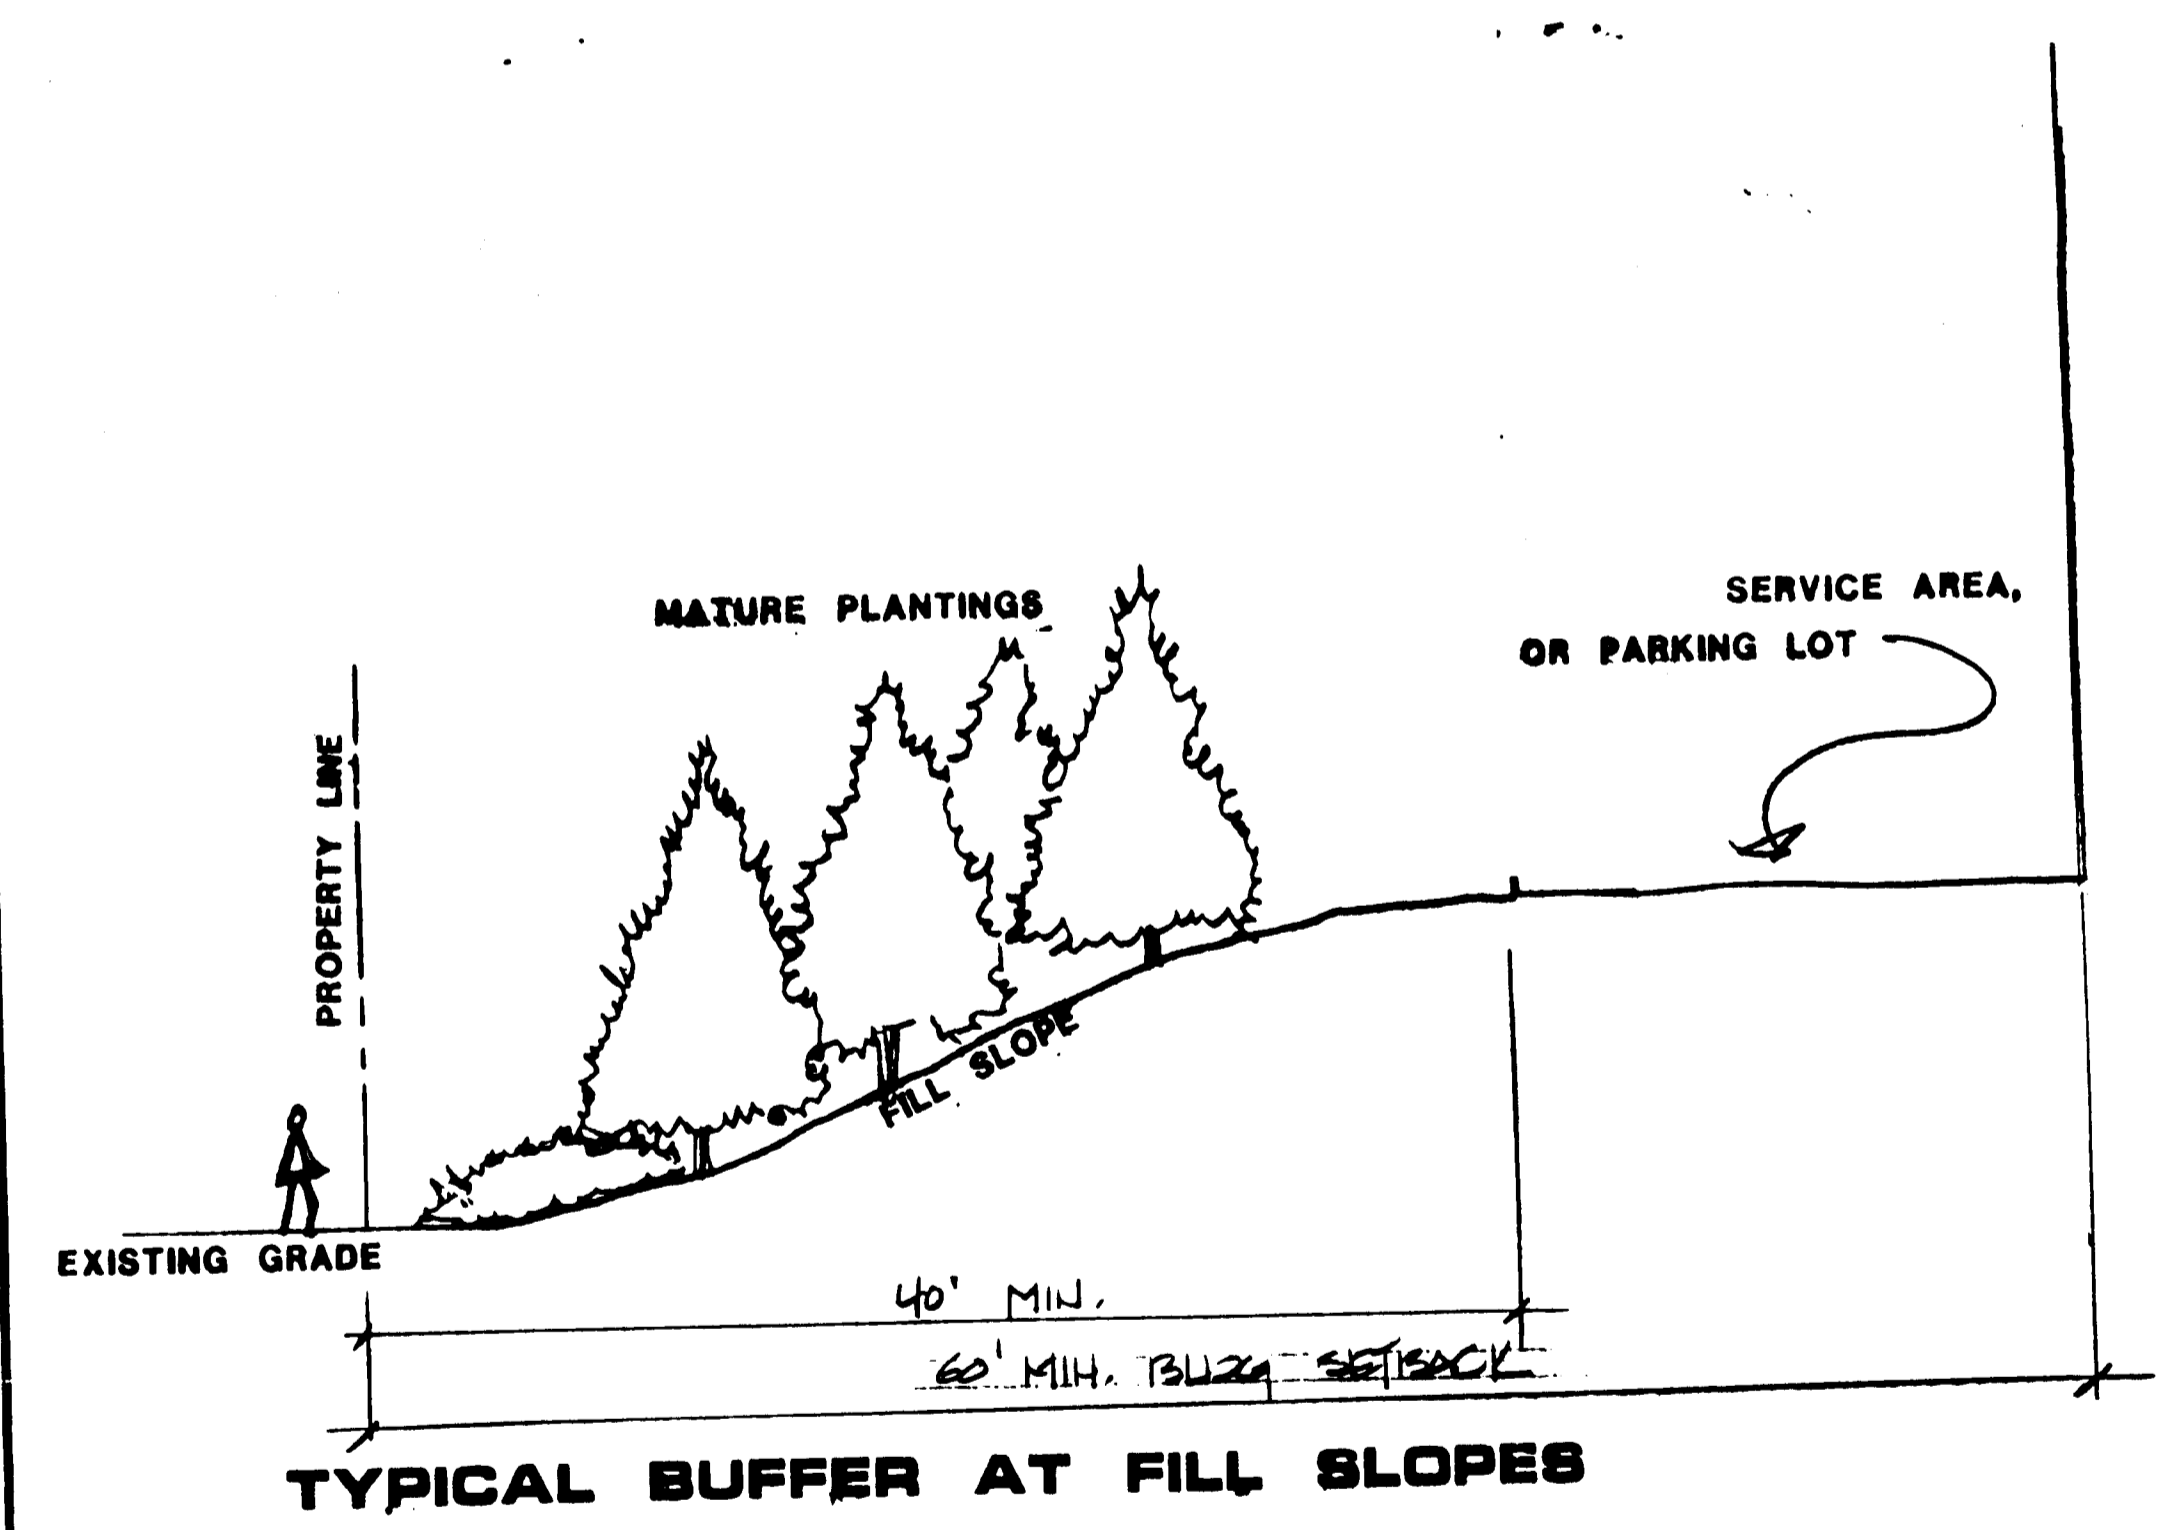 MATURE PLANTINGS
SERVICE AREA,
OR PARKING LOT
PROPERTY LINE
FILL SLOPE
EXISTING GRADE
40' MIN.
60' MIN. BLDG SETBACK
TYPICAL BUFFER AT FILL SLOPES